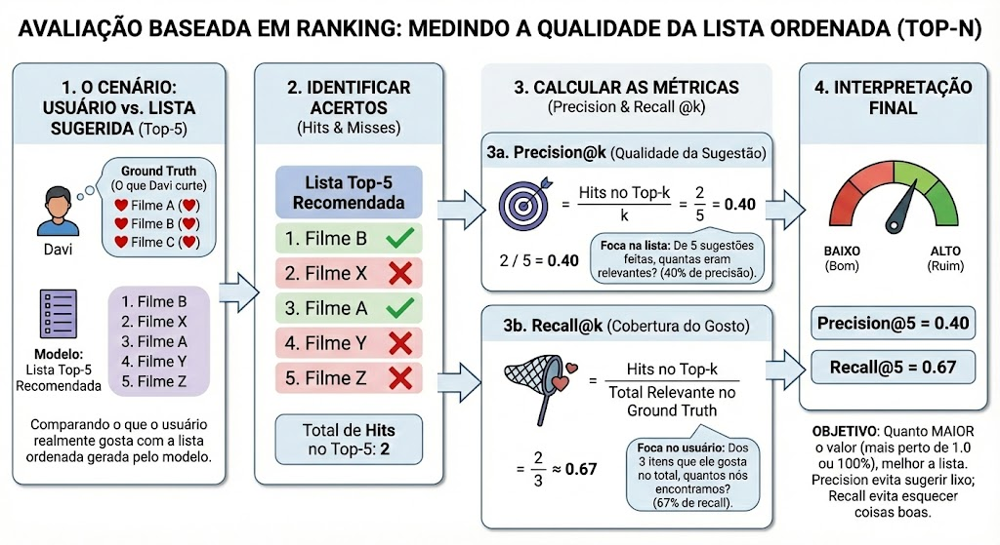 AVALIAÇÃO BASEADA EM RANKING: MEDINDO A QUALIDADE DA LISTA ORDENADA (TOP-N)
1. O CENÁRIO:
USUÁRIO vs. LISTA
SUGERIDA (Top-5)
Ground Truth
(O que Davi curte)
❤ Filme A (❤)
❤ Filme B (❤)
❤ Filme C (❤)
Davi
Modelo:
Lista Top-5
Recomendada
1. Filme B
2. Filme X
3. Filme A
4. Filme Y
5. Filme Z
Comparando o que o usuário
realmente gosta com a lista
ordenada gerada pelo modelo.
2. IDENTIFICAR
ACERTOS
(Hits & Misses)
Lista Top-5
Recomendada
1. Filme B
2. Filme X
3. Filme A
4. Filme Y
5. Filme Z
Total de Hits
no Top-5: 2
3. CALCULAR AS MÉTRICAS
(Precision & Recall @k)
3a. Precision@k (Qualidade da Sugestão)
= Hits no Top-k / k = 2/5 = 0.40
2 / 5 = 0.40
Foca na lista: De 5 sugestões
feitas, quantas eram
relevantes? (40% de precisão).
3b. Recall@k (Cobertura do Gosto)
= Hits no Top-k
Total Relevante no
Ground Truth
= 2/3 ≈ 0.67
Foca no usuário: Dos
3 itens que ele gosta
no total, quantos nós
encontramos?
(67% de recall).
4. INTERPRETAÇÃO
FINAL
BAIXO
(Bom)
ALTO
(Ruim)
Precision@5 = 0.40
Recall@5 = 0.67
OBJETIVO: Quanto MAIOR
o valor (mais perto de 1.0
ou 100%), melhor a lista.
Precision evita sugerir lixo;
Recall evita esquecer
coisas boas.